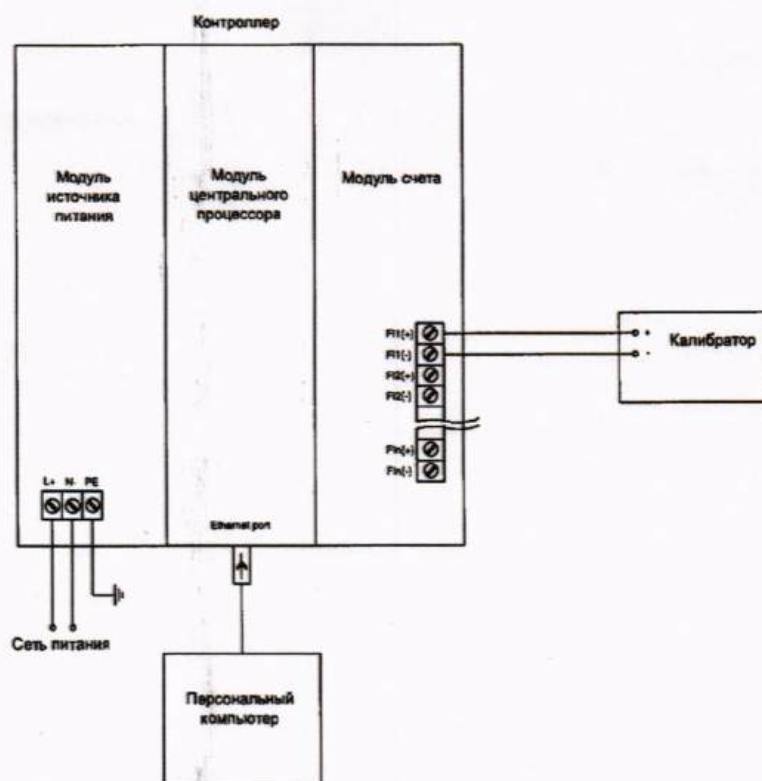 Контроллер
Модуль
источника
питания
Модуль
центрального
процессора
Модуль счета
FI1(+)
FI1(-)
FI2(+)
FI2(-)
FIn(+)
FIn(-)
+
-
Калибратор
L+ N- PE
Ethernet port
Сеть питания
Персональный
компьютер